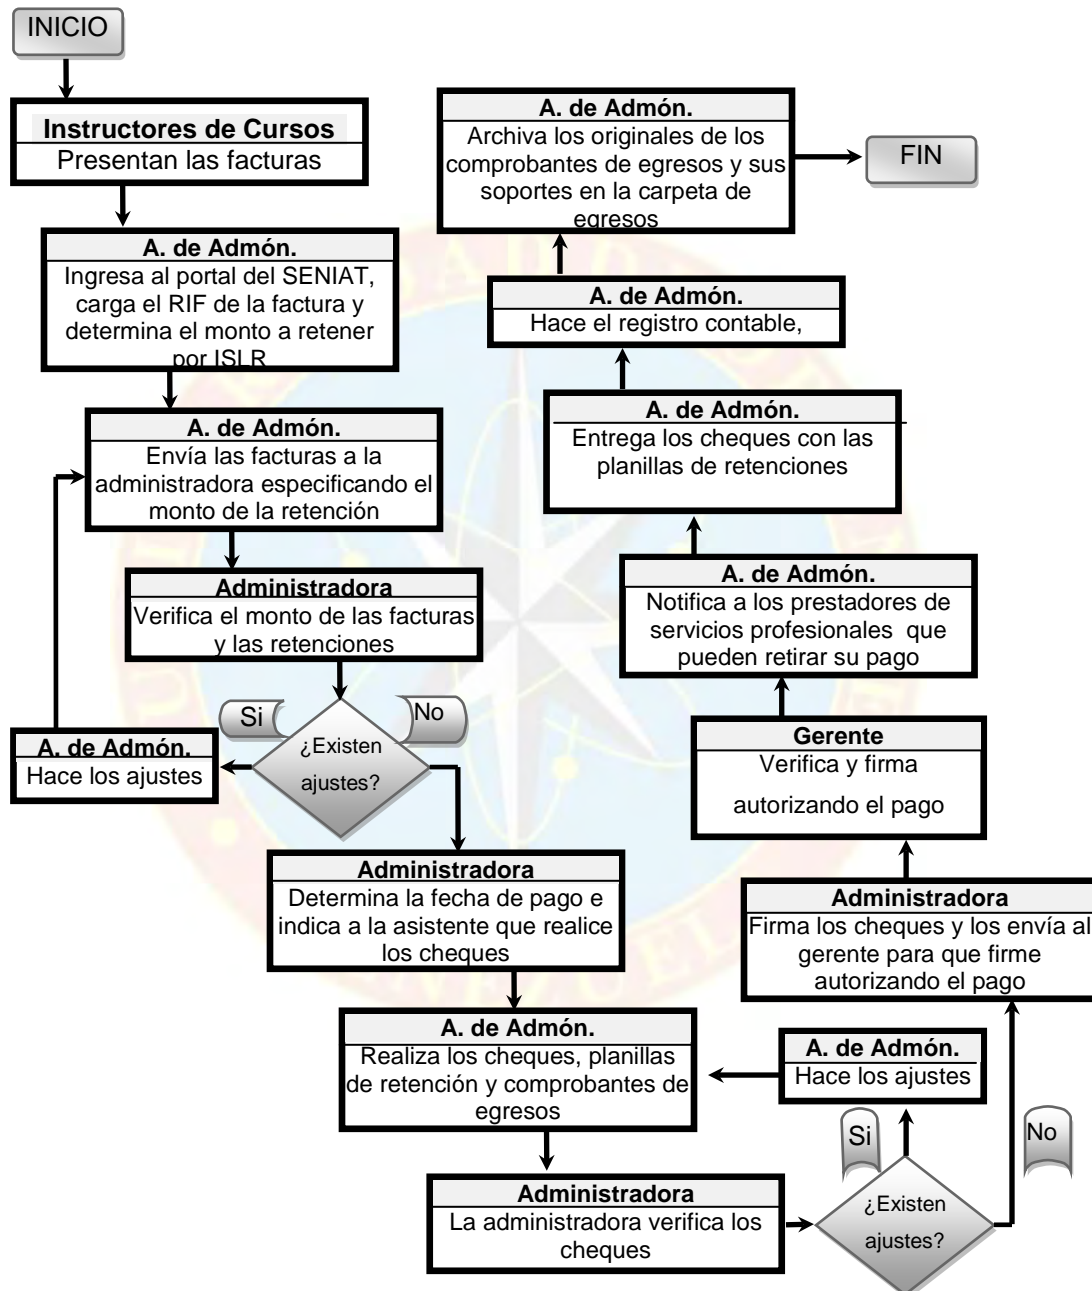 INICIO
Instructores de Cursos
Presentan las facturas
A. de Admón.
Ingresa al portal del SENIAT,
carga el RIF de la factura y
determina el monto a retener
por ISLR
A. de Admón.
Envía las facturas a la
administradora especificando el
monto de la retención
Administradora
Verifica el monto de las facturas
y las retenciones
Si
No
¿Existen
ajustes?
A. de Admón.
Hace los ajustes
Administradora
Determina la fecha de pago e
indica a la asistente que realice
los cheques
A. de Admón.
Realiza los cheques, planillas
de retención y comprobantes de
egresos
Administradora
La administradora verifica los
cheques
¿Existen
ajustes?
Si
No
A. de Admón.
Hace los ajustes
Administradora
Firma los cheques y los envía al
gerente para que firme
autorizando el pago
Gerente
Verifica y firma
autorizando el pago
A. de Admón.
Notifica a los prestadores de
servicios profesionales que
pueden retirar su pago
A. de Admón.
Entrega los cheques con las
planillas de retenciones
A. de Admón.
Hace el registro contable,
A. de Admón.
Archiva los originales de los
comprobantes de egresos y sus
soportes en la carpeta de
egresos
FIN